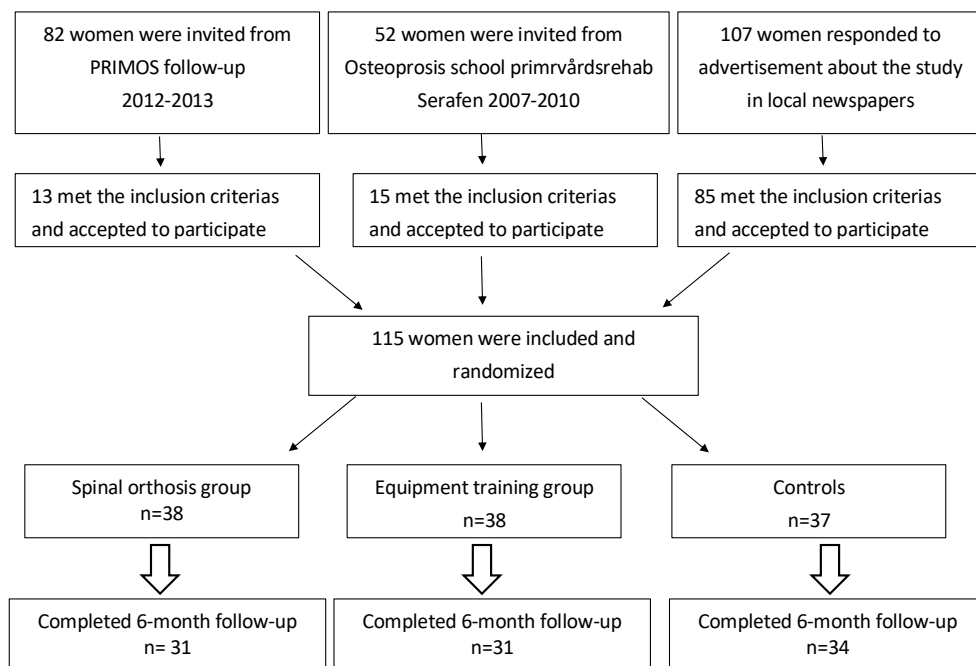 82 women were invited from
PRIMOS follow-up
2012-2013
52 women were invited from
Osteoprosis school primrvårdsrehab
Serafen 2007-2010
107 women responded to
advertisement about the study
in local newspapers
13 met the inclusion criterias
and accepted to participate
15 met the inclusion criterias
and accepted to participate
85 met the inclusion criterias
and accepted to participate
115 women were included and
randomized
Spinal orthosis group
n=38
Equipment training group
n=38
Controls
n=37
Completed 6-month follow-up
n= 31
Completed 6-month follow-up
n=31
Completed 6-month follow-up
n=34